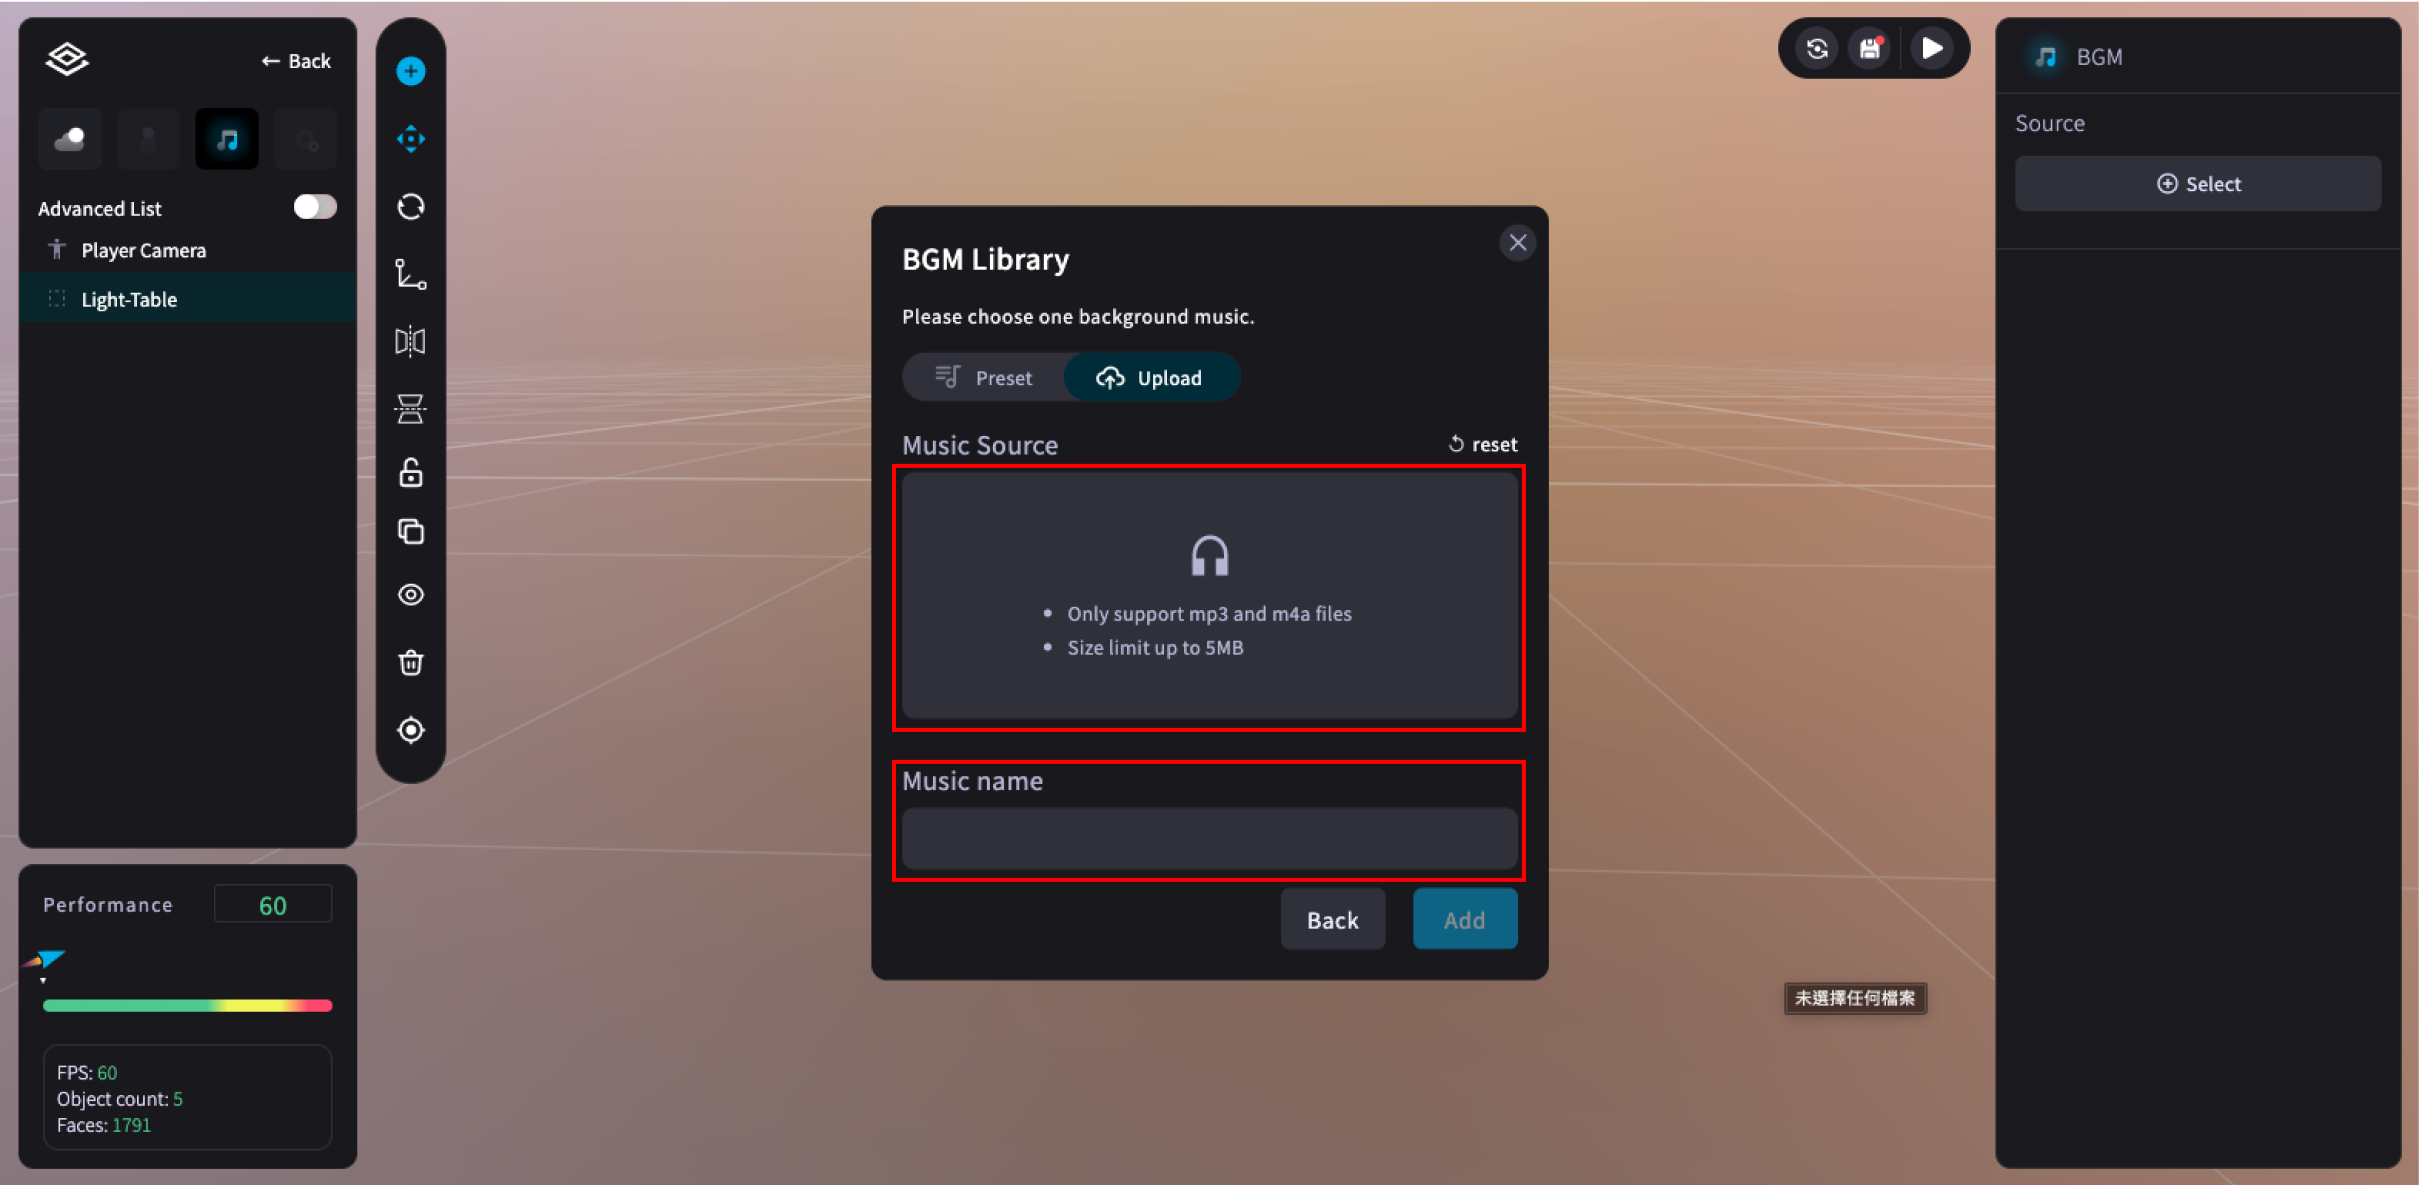 ← Back
Advanced List
Player Camera
Light-Table
Performance 60
FPS: 60
Object count: 5
Faces: 1791
BGM Library
Please choose one background music.
Preset
Upload
Music Source
reset
• Only support mp3 and m4a files
• Size limit up to 5MB
Music name
Back
Add
未選擇任何檔案
BGM
Source
Select